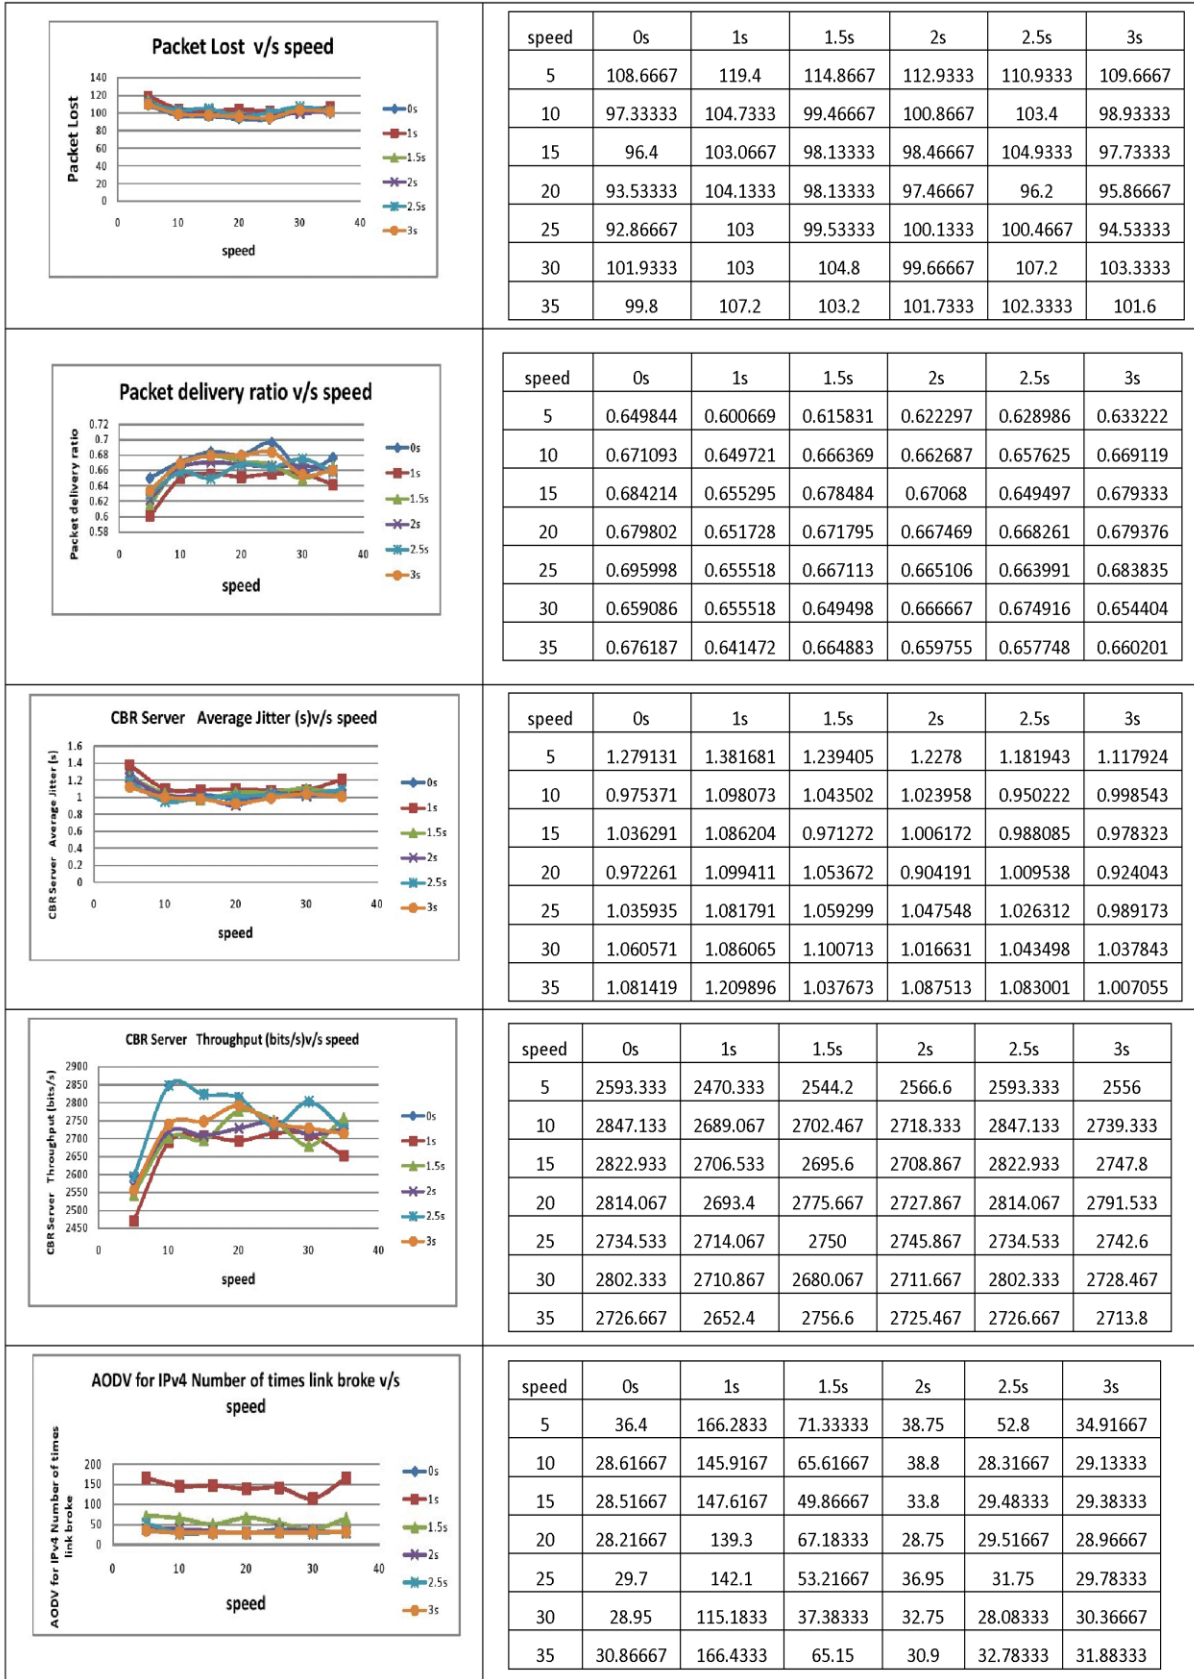 Packet Lost v/s speed
Packet Lost
140
120
100
80
60
40
20
0
0 10 20 30 40
speed
0s
1s
1.5s
2s
2.5s
3s
speed 0s 1s 1.5s 2s 2.5s 3s
5 108.6667 119.4 114.8667 112.9333 110.9333 109.6667
10 97.33333 104.7333 99.46667 100.8667 103.4 98.93333
15 96.4 103.0667 98.13333 98.46667 104.9333 97.73333
20 93.53333 104.1333 98.13333 97.46667 96.2 95.86667
25 92.86667 103 99.53333 100.1333 100.4667 94.53333
30 101.9333 103 104.8 99.66667 107.2 103.3333
35 99.8 107.2 103.2 101.7333 102.3333 101.6
Packet delivery ratio v/s speed
Packet delivery ratio
0.72
0.7
0.68
0.66
0.64
0.62
0.6
0.58
0 10 20 30 40
speed
0s
1s
1.5s
2s
2.5s
3s
speed 0s 1s 1.5s 2s 2.5s 3s
5 0.649844 0.600669 0.615831 0.622297 0.628986 0.633222
10 0.671093 0.649721 0.666369 0.662687 0.657625 0.669119
15 0.684214 0.655295 0.678484 0.67068 0.649497 0.679333
20 0.679802 0.651728 0.671795 0.667469 0.668261 0.679376
25 0.695998 0.655518 0.667113 0.665106 0.663991 0.683835
30 0.659086 0.655518 0.649498 0.666667 0.674916 0.654404
35 0.676187 0.641472 0.664883 0.659755 0.657748 0.660201
CBR Server Average Jitter (s)v/s speed
CBR Server Average Jitter (s)
1.6
1.4
1.2
1
0.8
0.6
0.4
0.2
0
0 10 20 30 40
speed
0s
1s
1.5s
2s
2.5s
3s
speed 0s 1s 1.5s 2s 2.5s 3s
5 1.279131 1.381681 1.239405 1.2278 1.181943 1.117924
10 0.975371 1.098073 1.043502 1.023958 0.950222 0.998543
15 1.036291 1.086204 0.971272 1.006172 0.988085 0.978323
20 0.972261 1.099411 1.053672 0.904191 1.009538 0.924043
25 1.035935 1.081791 1.059299 1.047548 1.026312 0.989173
30 1.060571 1.086065 1.100713 1.016631 1.043498 1.037843
35 1.081419 1.209896 1.037673 1.087513 1.083001 1.007055
CBR Server Throughput (bits/s)v/s speed
CBR Server Throughput (bits/s)
2900
2850
2800
2750
2700
2650
2600
2550
2500
2450
0 10 20 30 40
speed
0s
1s
1.5s
2s
2.5s
3s
speed 0s 1s 1.5s 2s 2.5s 3s
5 2593.333 2470.333 2544.2 2566.6 2593.333 2556
10 2847.133 2689.067 2702.467 2718.333 2847.133 2739.333
15 2822.933 2706.533 2695.6 2708.867 2822.933 2747.8
20 2814.067 2693.4 2775.667 2727.867 2814.067 2791.533
25 2734.533 2714.067 2750 2745.867 2734.533 2742.6
30 2802.333 2710.867 2680.067 2711.667 2802.333 2728.467
35 2726.667 2652.4 2756.6 2725.467 2726.667 2713.8
AODV for IPv4 Number of times link broke v/s
speed
AODV for IPv4 Number of times
link broke
200
150
100
50
0
0 10 20 30 40
speed
0s
1s
1.5s
2s
2.5s
3s
speed 0s 1s 1.5s 2s 2.5s 3s
5 36.4 166.2833 71.33333 38.75 52.8 34.91667
10 28.61667 145.9167 65.61667 38.8 28.31667 29.13333
15 28.51667 147.6167 49.86667 33.8 29.48333 29.38333
20 28.21667 139.3 67.18333 28.75 29.51667 28.96667
25 29.7 142.1 53.21667 36.95 31.75 29.78333
30 28.95 115.1833 37.38333 32.75 28.08333 30.36667
35 30.86667 166.4333 65.15 30.9 32.78333 31.88333